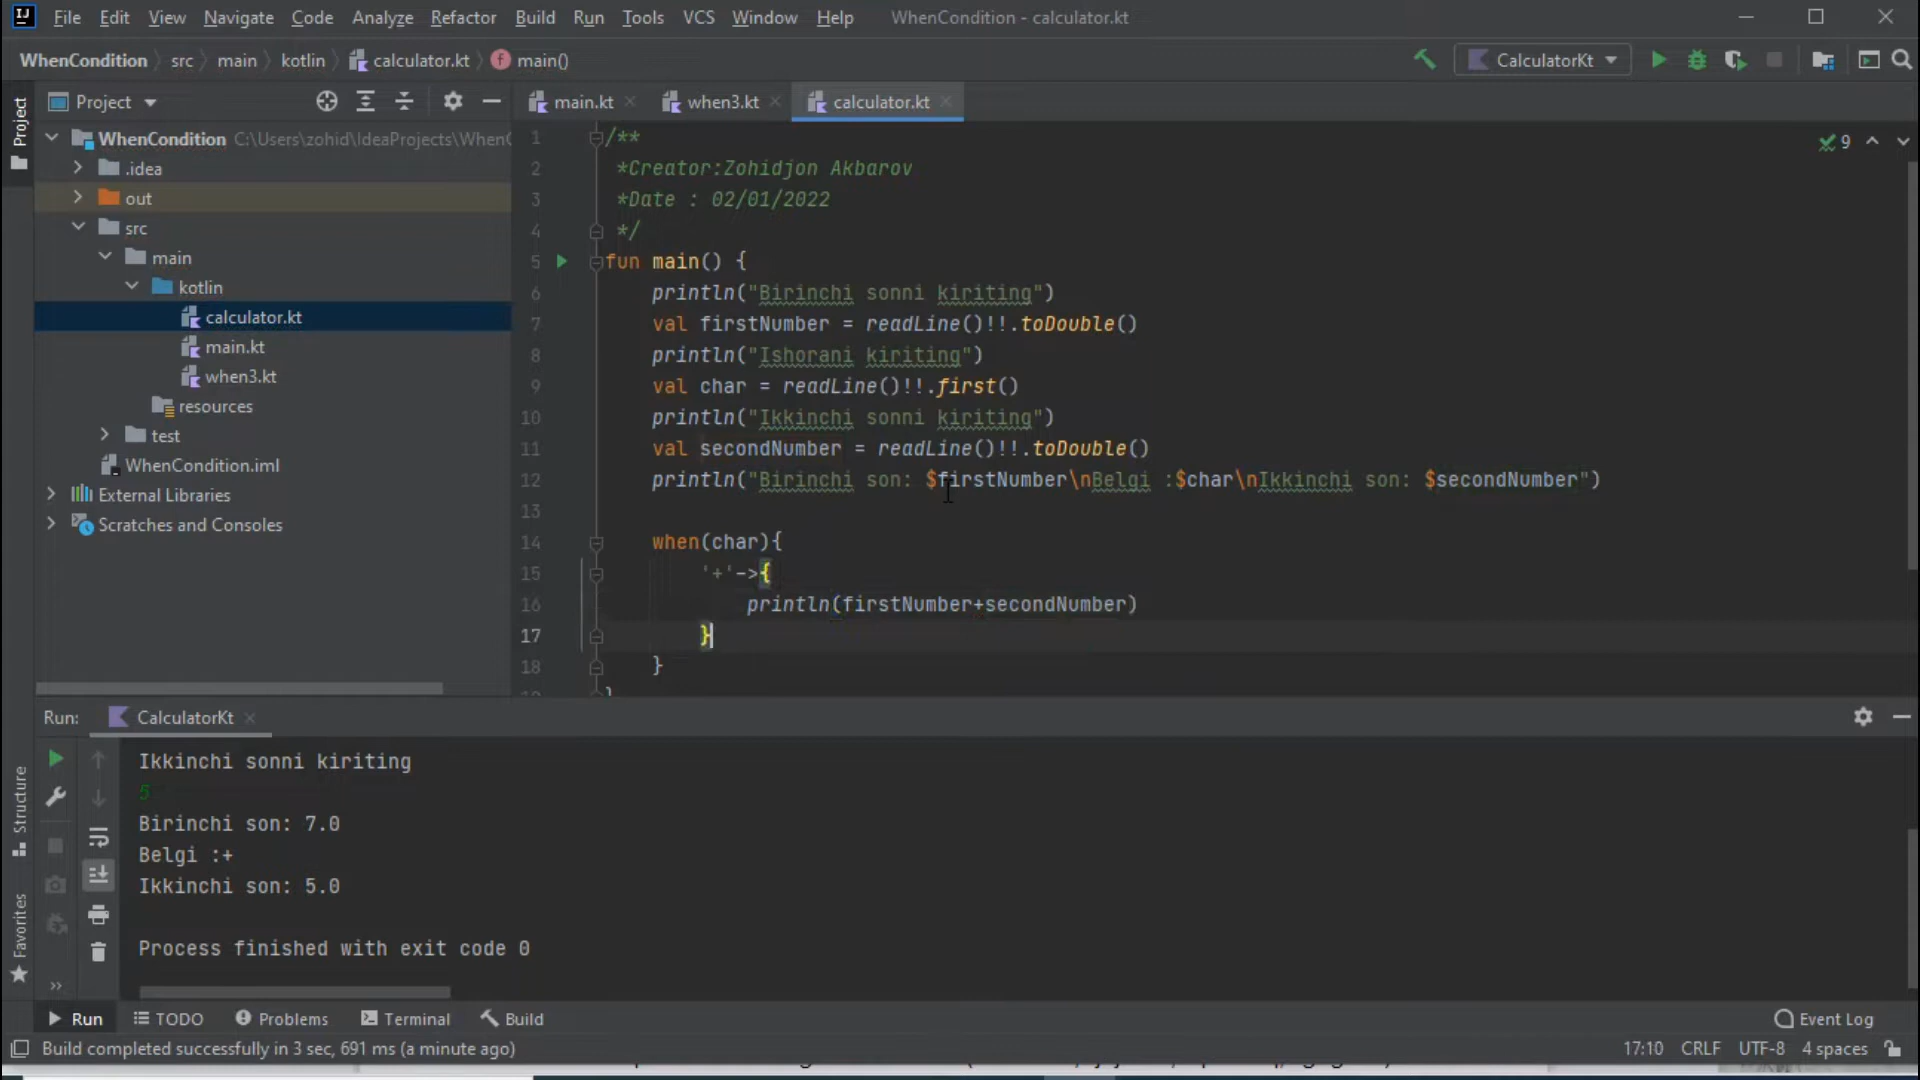 File Edit View Navigate Code Analyze Refactor Build Run Tools VCS Window Help WhenCondition - calculator.kt
WhenCondition src main kotlin calculator.kt main() CalculatorKt
Project main.kt when3.kt calculator.kt
Project
WhenCondition C:\Users\zohid\IdeaProjects\WhenC
.idea
out
src
main
kotlin
calculator.kt
main.kt
when3.kt
resources
test
WhenCondition.iml
External Libraries
Scratches and Consoles
9
1 /**
2 *Creator:Zohidjon Akbarov
3 *Date : 02/01/2022
4 */
5 fun main() {
6 println("Birinchi sonni kiriting")
7 val firstNumber = readLine()!!.toDouble()
8 println("Ishorani kiriting")
9 val char = readLine()!!.first()
10 println("Ikkinchi sonni kiriting")
11 val secondNumber = readLine()!!.toDouble()
12 println("Birinchi son: $firstNumber\nBelgi :$char\nIkkinchi son: $secondNumber")
13
14 when(char){
15 '+'->{
16 println(firstNumber+secondNumber)
17 }
18 }
}
Run: CalculatorKt
Ikkinchi sonni kiriting
5
Birinchi son: 7.0
Belgi :+
Ikkinchi son: 5.0
Process finished with exit code 0
Structure
Favorites
Run TODO Problems Terminal Build Event Log
Build completed successfully in 3 sec, 691 ms (a minute ago) 17:10 CRLF UTF-8 4 spaces